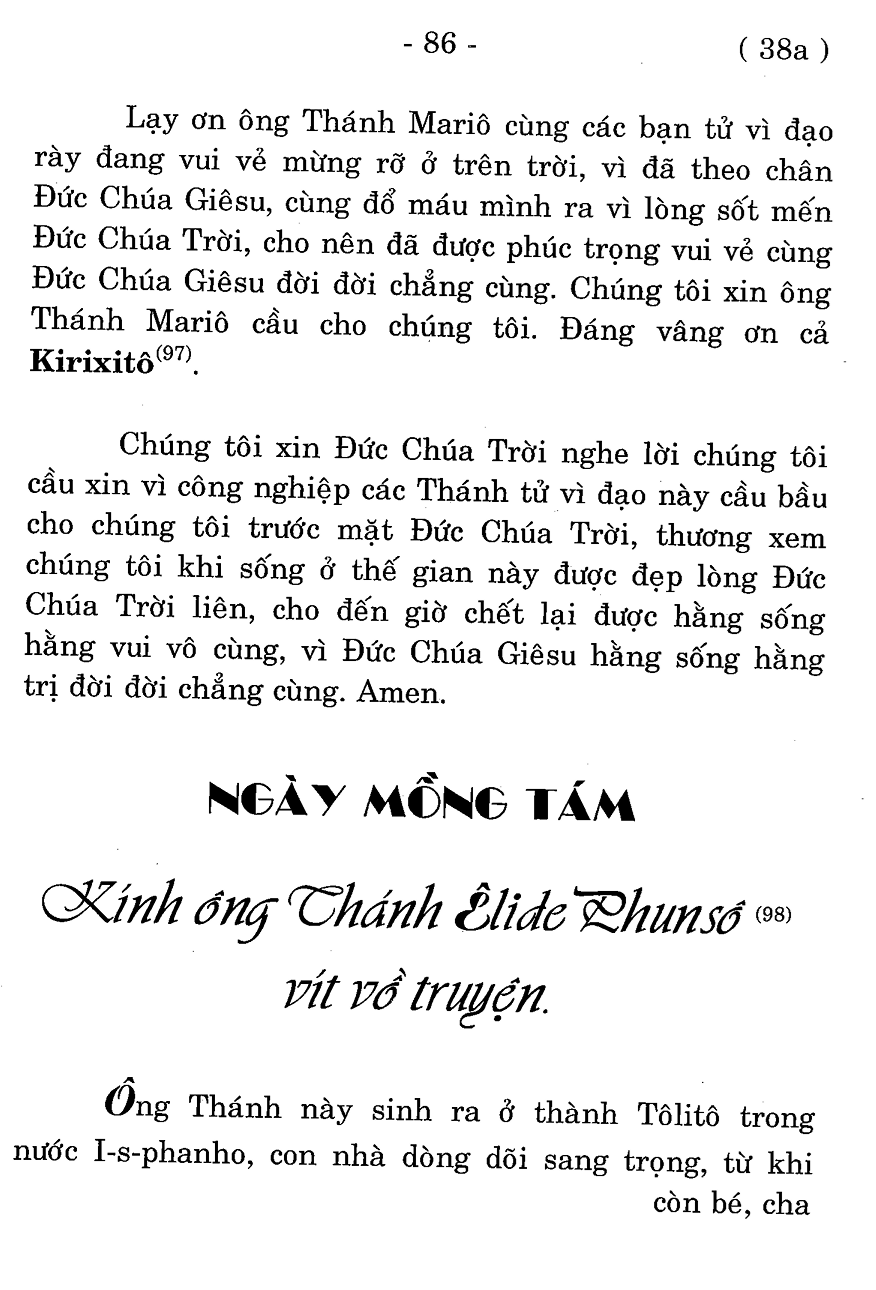 - 86 -
( 38a )
Lạy ơn ông Thánh Mariô cùng các bạn tử vì đạo
rày đang vui vẻ mừng rỡ ở trên trời, vì đã theo chân
Đức Chúa Giêsu, cùng đổ máu mình ra vì lòng sốt mến
Đức Chúa Trời, cho nên đã được phúc trọng vui vẻ cùng
Đức Chúa Giêsu đời đời chẳng cùng. Chúng tôi xin ông
Thánh Mariô cầu cho chúng tôi. Đáng vâng ơn cả
Kirixitô(97).
Chúng tôi xin Đức Chúa Trời nghe lời chúng tôi
cầu xin vì công nghiệp các Thánh tử vì đạo này cầu bầu
cho chúng tôi trước mặt Đức Chúa Trời, thương xem
chúng tôi khi sống ở thế gian này được đẹp lòng Đức
Chúa Trời liên, cho đến giờ chết lại được hằng sống
hằng vui vô cùng, vì Đức Chúa Giêsu hằng sống hằng
trị đời đời chẳng cùng. Amen.
NGÀY MỒNG TÁM
Kính ông Thánh Êlide Phunsô (98)
vít vồ truyện.
Ông Thánh này sinh ra ở thành Tôlitô trong
nước I-s-phanho, con nhà dòng dõi sang trọng, từ khi
còn bé, cha